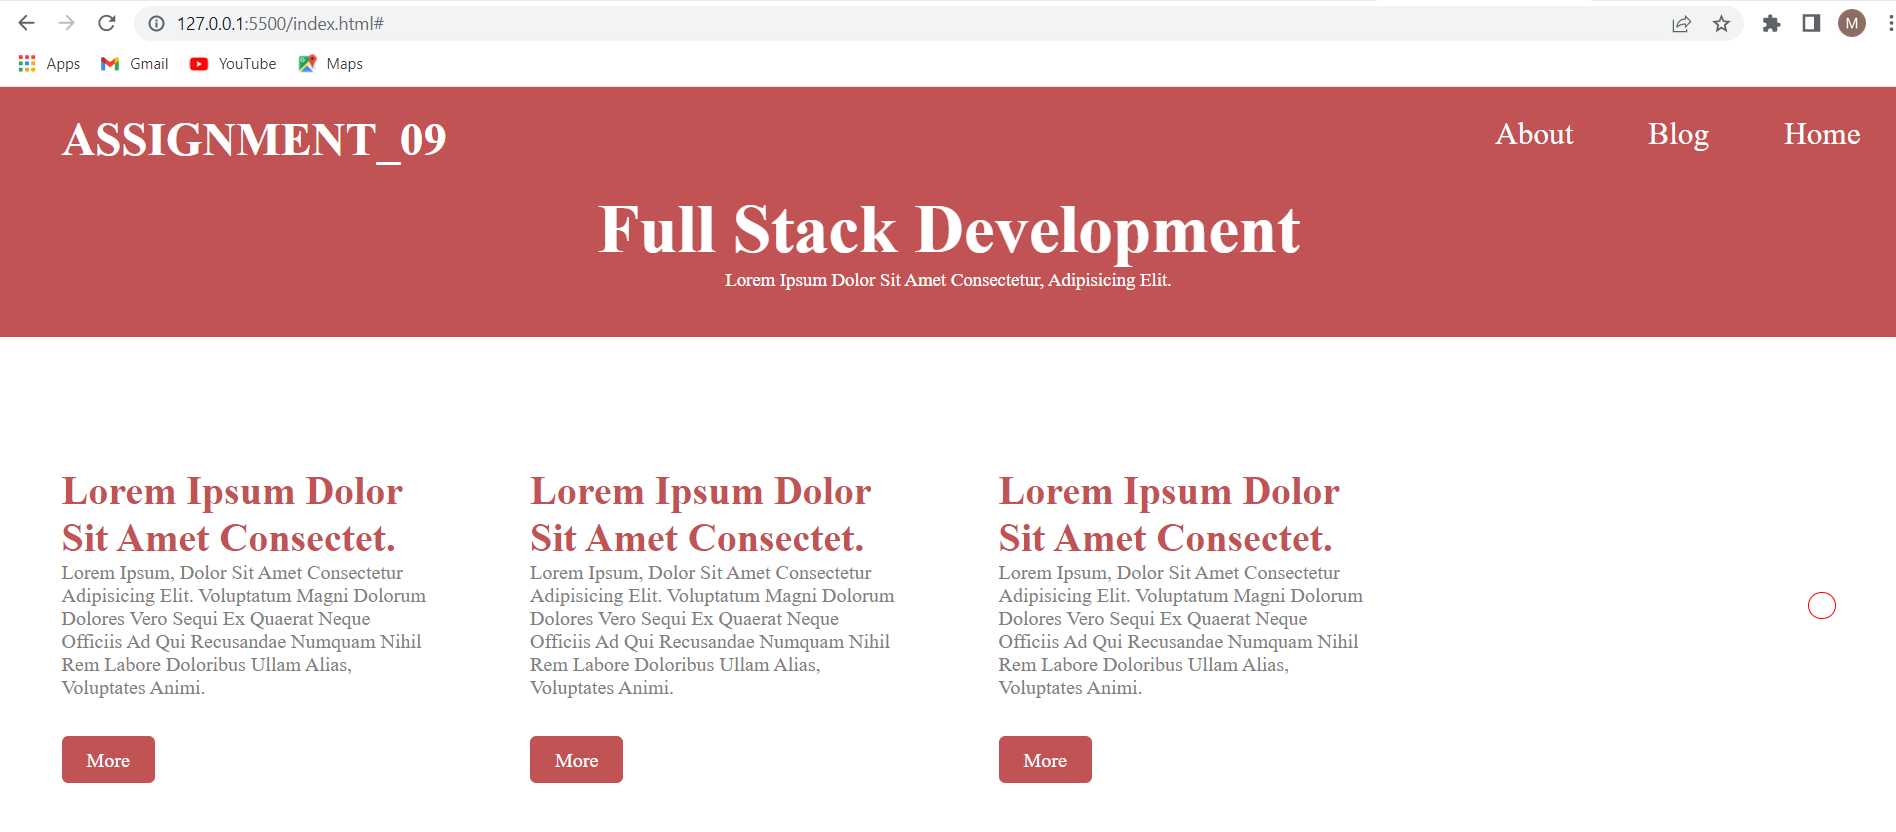 127.0.0.1:5500/index.html#
M
Apps Gmail YouTube Maps
ASSIGNMENT_09
About Blog Home
Full Stack Development
Lorem Ipsum Dolor Sit Amet Consectetur, Adipisicing Elit.
Lorem Ipsum Dolor
Sit Amet Consectet.
Lorem Ipsum, Dolor Sit Amet Consectetur
Adipisicing Elit. Voluptatum Magni Dolorum
Dolores Vero Sequi Ex Quaerat Neque
Officiis Ad Qui Recusandae Numquam Nihil
Rem Labore Doloribus Ullam Alias,
Voluptates Animi.
More
Lorem Ipsum Dolor
Sit Amet Consectet.
Lorem Ipsum, Dolor Sit Amet Consectetur
Adipisicing Elit. Voluptatum Magni Dolorum
Dolores Vero Sequi Ex Quaerat Neque
Officiis Ad Qui Recusandae Numquam Nihil
Rem Labore Doloribus Ullam Alias,
Voluptates Animi.
More
Lorem Ipsum Dolor
Sit Amet Consectet.
Lorem Ipsum, Dolor Sit Amet Consectetur
Adipisicing Elit. Voluptatum Magni Dolorum
Dolores Vero Sequi Ex Quaerat Neque
Officiis Ad Qui Recusandae Numquam Nihil
Rem Labore Doloribus Ullam Alias,
Voluptates Animi.
More